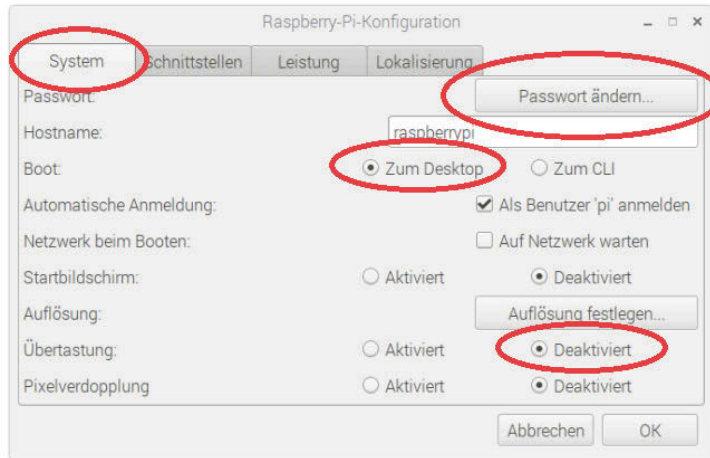 Raspberry-Pi-Konfiguration
System Schnittstellen Leistung Lokalisierung
Passwort: Passwort ändern...
Hostname: raspberrypi
Boot: Zum Desktop Zum CLI
Automatische Anmeldung: Als Benutzer 'pi' anmelden
Netzwerk beim Booten: Auf Netzwerk warten
Startbildschirm: Aktiviert Deaktiviert
Auflösung: Auflösung festlegen...
Übertastung: Aktiviert Deaktiviert
Pixelverdopplung Aktiviert Deaktiviert
Abbrechen OK